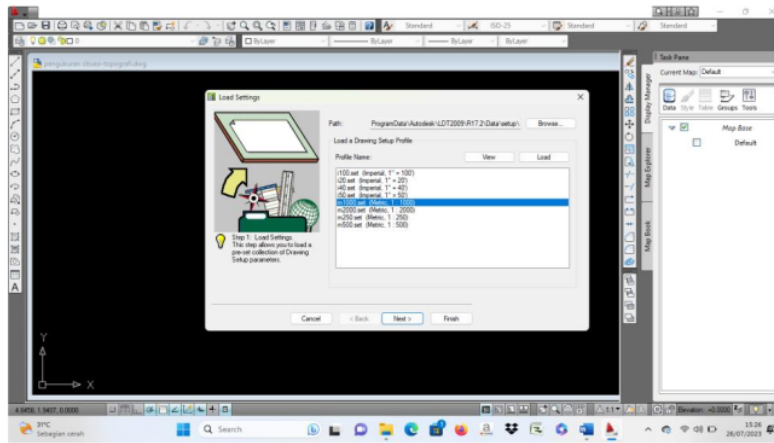 Standard
ISO-25
Standard
Standard
ByLayer
ByLayer
ByLayer
ByLayer
pengukuran situasi-topografi.dwg
Task Pane
Current Map: Default
Data Style Table Groups Tools
Map Base
Default
Display Manager
Map Explorer
Map Book
Load Settings
Path: ProgramData\Autodesk\LDT2009\R17.2\Data\setup\
Browse...
Load a Drawing Setup Profile
Profile Name:
View
Load
i100.set (Imperial, 1" = 100')
i20.set (Imperial, 1" = 20')
i40.set (Imperial, 1" = 40')
i50.set (Imperial, 1" = 50')
m1000.set (Metric, 1 : 1000)
m2000.set (Metric, 1 : 2000)
m250.set (Metric, 1 : 250)
m500.set (Metric, 1 : 500)
Step 1: Load Settings.
This step allows you to load a
pre-set collection of Drawing
Setup parameters.
Cancel
< Back
Next >
Finish
Y
X
A
1:1
Elevation: +0.0000
31°C
Sebagian cerah
Search
15:26
26/07/2023